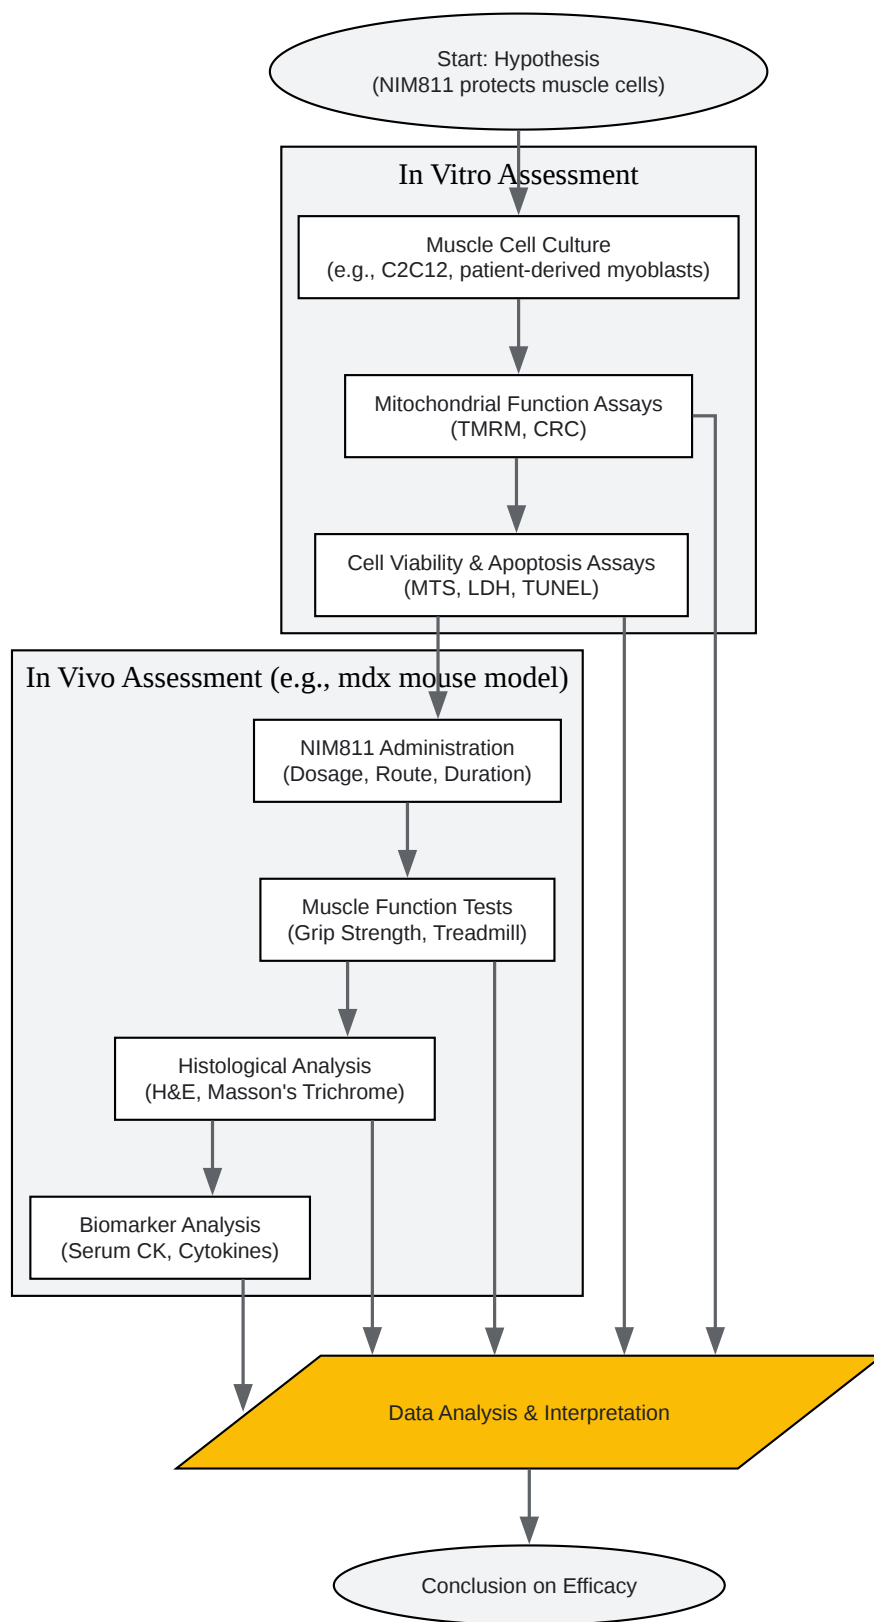 Start: Hypothesis
(NIM811 protects muscle cells)
In Vitro Assessment
Muscle Cell Culture
(e.g., C2C12, patient-derived myoblasts)
Mitochondrial Function Assays
(TMRM, CRC)
Cell Viability & Apoptosis Assays
(MTS, LDH, TUNEL)
In Vivo Assessment (e.g., mdx mouse model)
NIM811 Administration
(Dosage, Route, Duration)
Muscle Function Tests
(Grip Strength, Treadmill)
Histological Analysis
(H&E, Masson's Trichrome)
Biomarker Analysis
(Serum CK, Cytokines)
Data Analysis & Interpretation
Conclusion on Efficacy